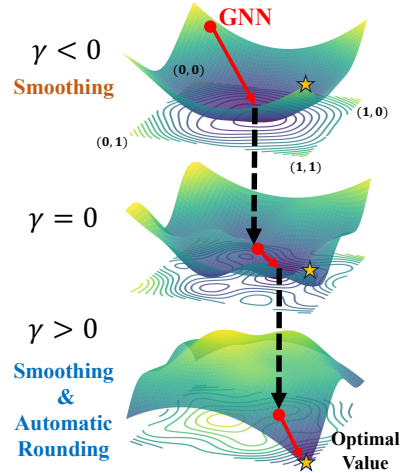 GNN
γ < 0
Smoothing
(0, 0)
(1, 0)
(0, 1)
(1, 1)
γ = 0
γ > 0
Smoothing
&
Automatic
Rounding
Optimal
Value